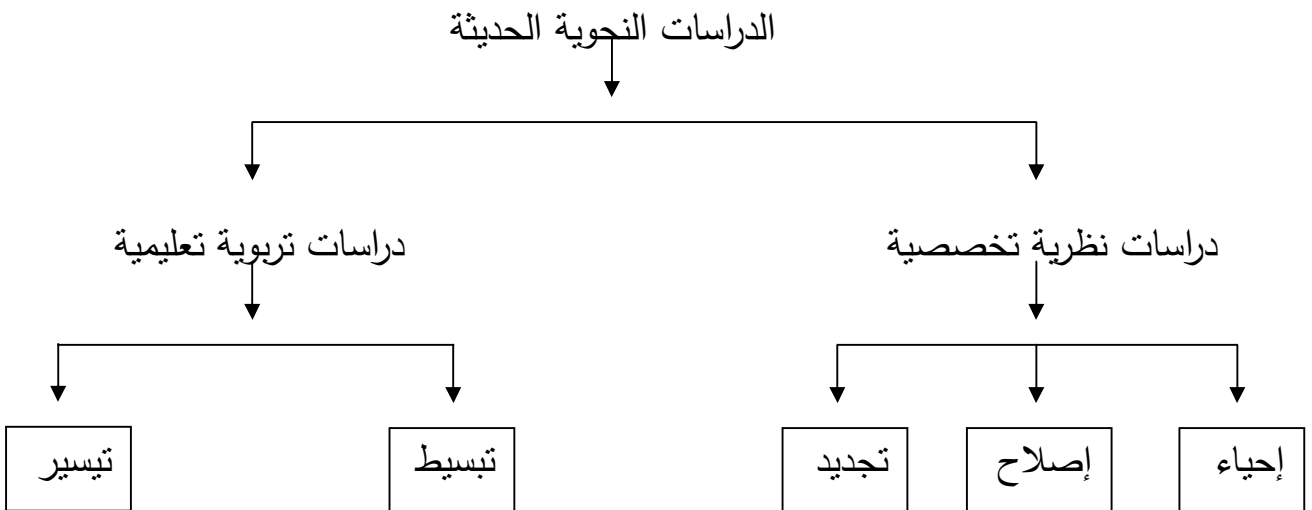 الدراسات النحوية الحديثة
دراسات نظرية تخصصية
دراسات تربوية تعليمية
إحياء
إصلاح
تجديد
تبسيط
تيسير